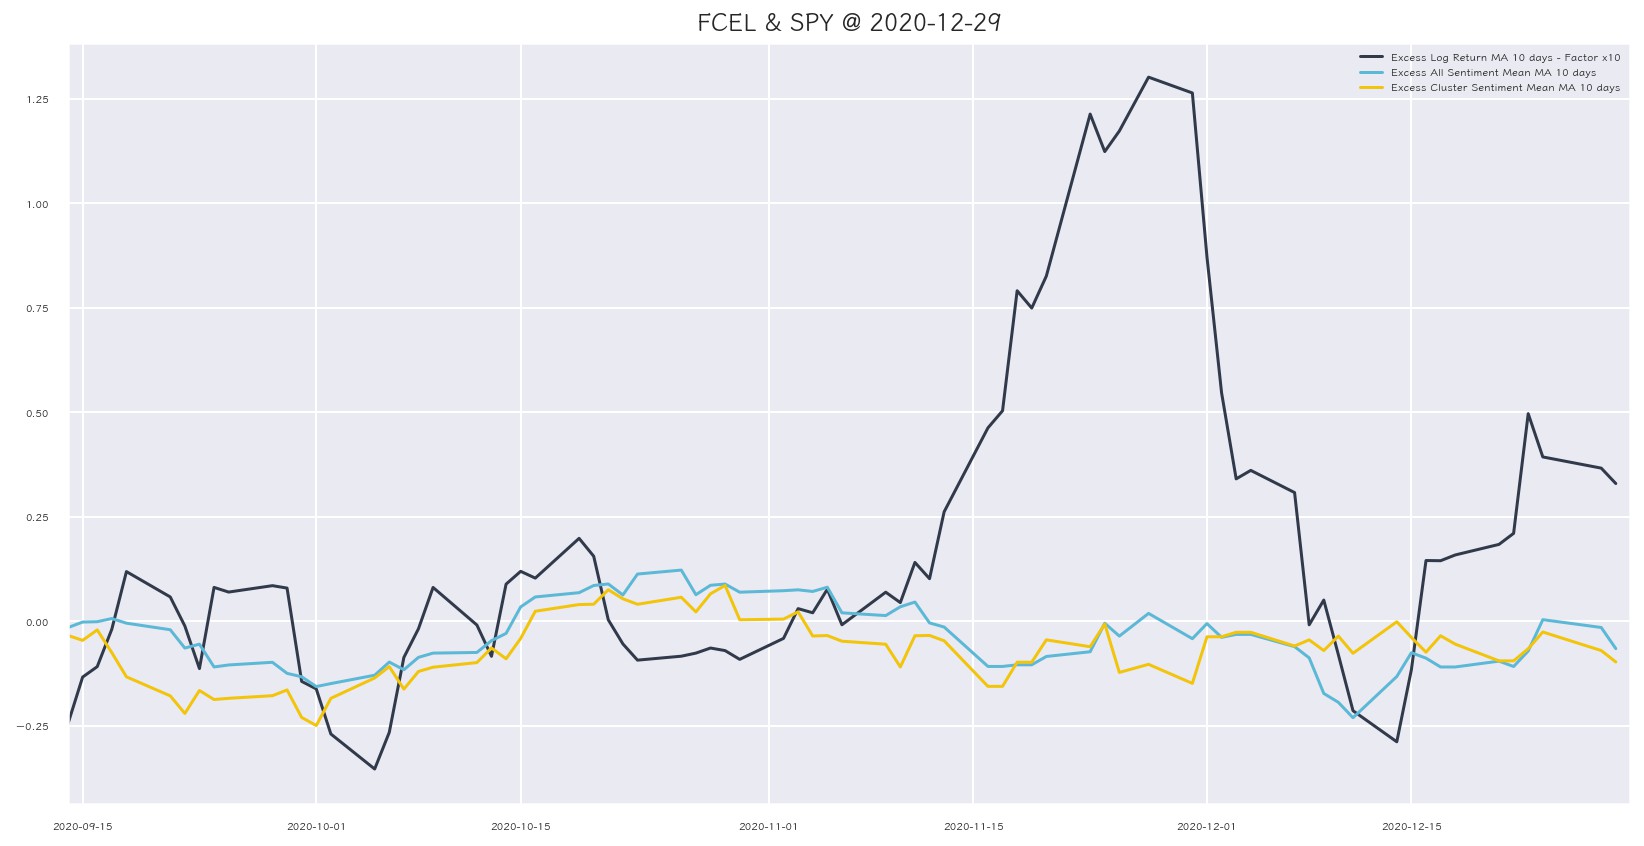 FCEL & SPY @ 2020-12-29
Excess Log Return MA 10 days - Factor x10
Excess All Sentiment Mean MA 10 days
Excess Cluster Sentiment Mean MA 10 days
1.25
1.00
0.75
0.50
0.25
0.00
−0.25
2020-09-15 2020-10-01 2020-10-15 2020-11-01 2020-11-15 2020-12-01 2020-12-15